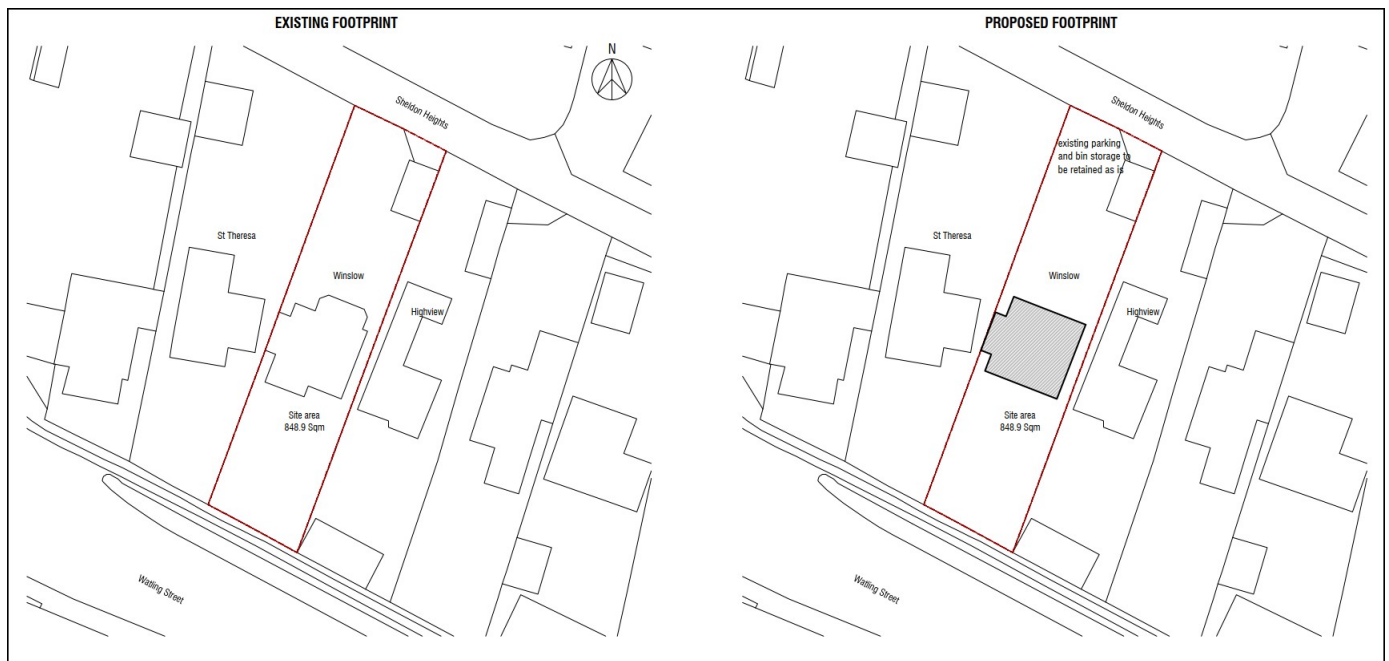 EXISTING FOOTPRINT
N
Sheldon Heights
St Theresa
Winslow
Highview
Site area
848.9 Sqm
Watling Street
PROPOSED FOOTPRINT
Sheldon Heights
existing parking
and bin storage to
be retained as is
St Theresa
Winslow
Highview
Site area
848.9 Sqm
Watling Street